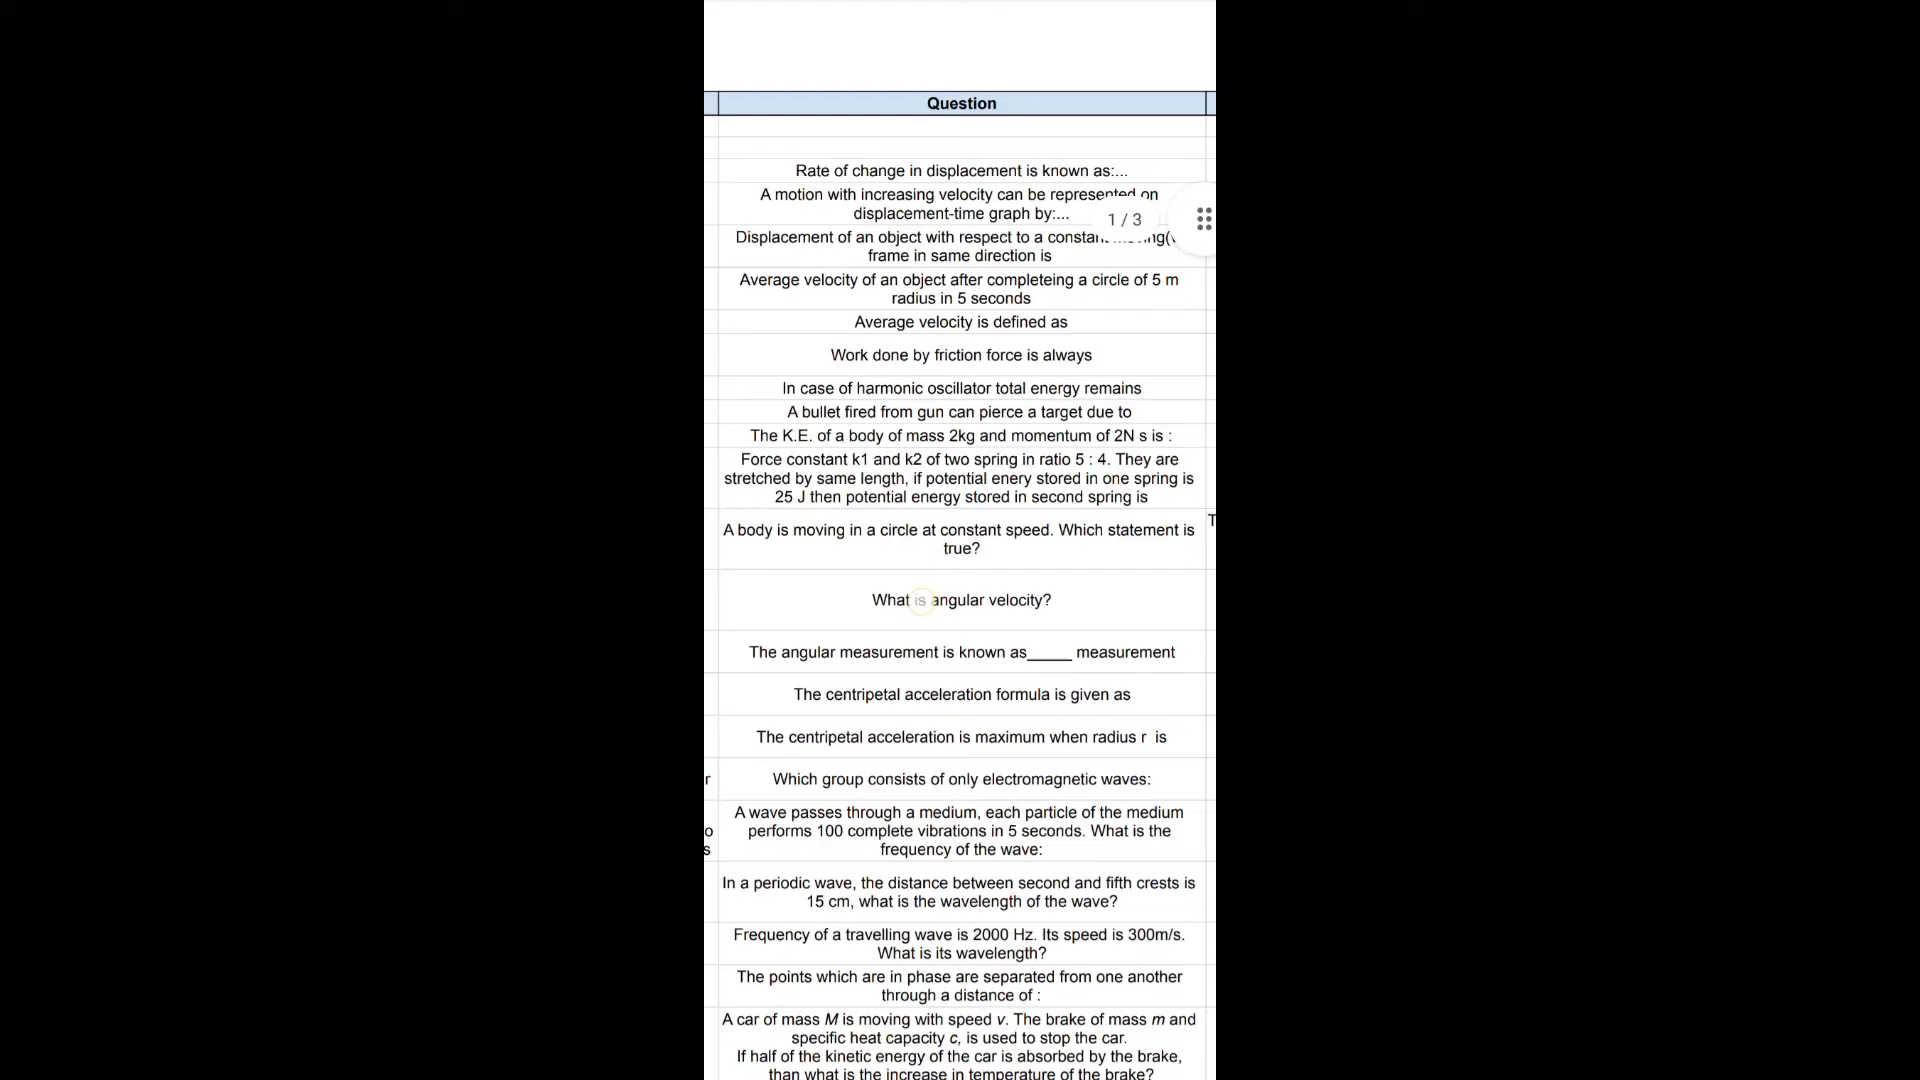 Question
Rate of change in displacement is known as:...
A motion with increasing velocity can be represented on
displacement-time graph by:...
1 / 3
Displacement of an object with respect to a constant
frame in same direction is
Average velocity of an object after completeing a circle of 5 m
radius in 5 seconds
Average velocity is defined as
Work done by friction force is always
In case of harmonic oscillator total energy remains
A bullet fired from gun can pierce a target due to
The K.E. of a body of mass 2kg and momentum of 2N s is :
Force constant k1 and k2 of two spring in ratio 5 : 4. They are
stretched by same length, if potential enery stored in one spring is
25 J then potential energy stored in second spring is
T
A body is moving in a circle at constant speed. Which statement is
true?
What is angular velocity?
The angular measurement is known as_____ measurement
The centripetal acceleration formula is given as
The centripetal acceleration is maximum when radius r is
r
Which group consists of only electromagnetic waves:
A wave passes through a medium, each particle of the medium
o
performs 100 complete vibrations in 5 seconds. What is the
s
frequency of the wave:
In a periodic wave, the distance between second and fifth crests is
15 cm, what is the wavelength of the wave?
Frequency of a travelling wave is 2000 Hz. Its speed is 300m/s.
What is its wavelength?
The points which are in phase are separated from one another
through a distance of :
A car of mass M is moving with speed v. The brake of mass m and
specific heat capacity c, is used to stop the car.
If half of the kinetic energy of the car is absorbed by the brake,
than what is the increase in temperature of the brake?